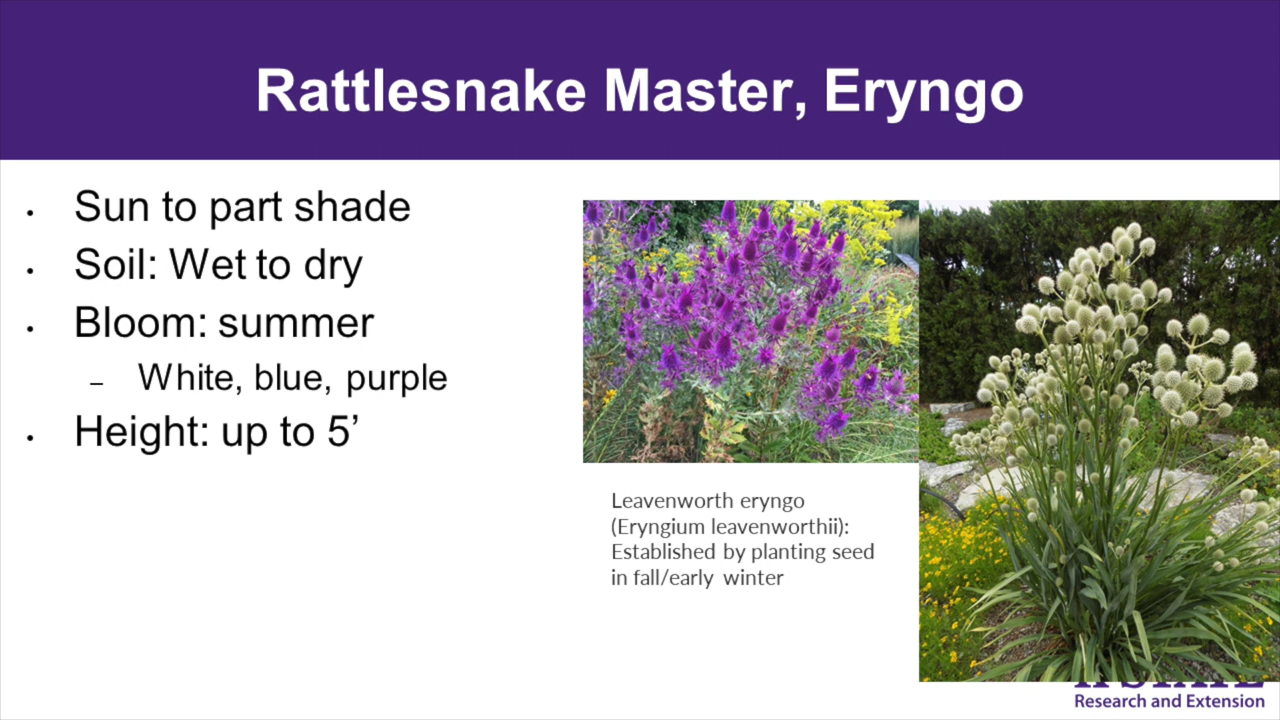 Rattlesnake Master, Eryngo
• Sun to part shade
• Soil: Wet to dry
• Bloom: summer
– White, blue, purple
• Height: up to 5’
Leavenworth eryngo
(Eryngium leavenworthii):
Established by planting seed
in fall/early winter
Research and Extension